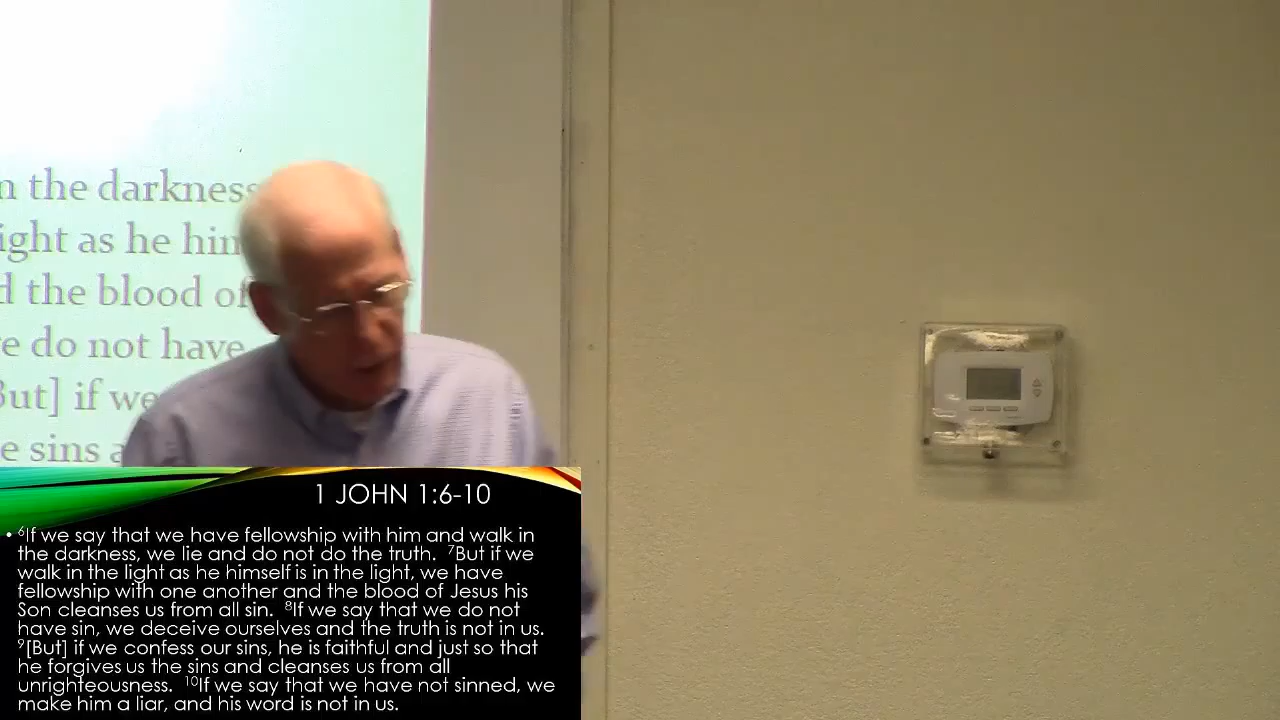 n the darkness
ight as he him
d the blood of
e do not have
But] if we
e sins a
1 JOHN 1:6-10
• ⁶If we say that we have fellowship with him and walk in
the darkness, we lie and do not do the truth. ⁷But if we
walk in the light as he himself is in the light, we have
fellowship with one another and the blood of Jesus his
Son cleanses us from all sin. ⁸If we say that we do not
have sin, we deceive ourselves and the truth is not in us.
⁹[But] if we confess our sins, he is faithful and just so that
he forgives us the sins and cleanses us from all
unrighteousness. ¹⁰If we say that we have not sinned, we
make him a liar, and his word is not in us.